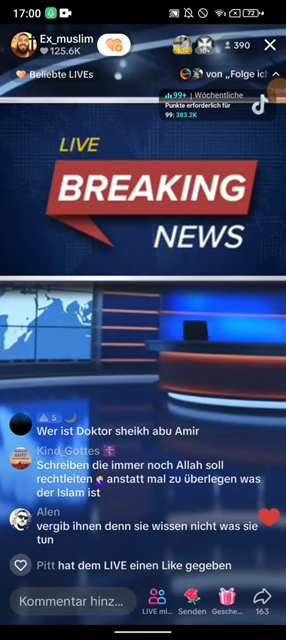 17:00
72
Ex_muslim
125.6K
390
Beliebte LIVEs
von „Folge ich
99+ | Wöchentliche
Punkte erforderlich für
99: 383.2K
LIVE
BREAKING
NEWS
5
Wer ist Doktor sheikh abu Amir
Kind_Gottes
Schreiben die immer noch Allah soll
rechtleiten anstatt mal zu überlegen was
der Islam ist
Alen
vergib ihnen denn sie wissen nicht was sie
tun
Pitt hat dem LIVE einen Like gegeben
Kommentar hinz...
LIVE mi...
Senden
Gesche...
163